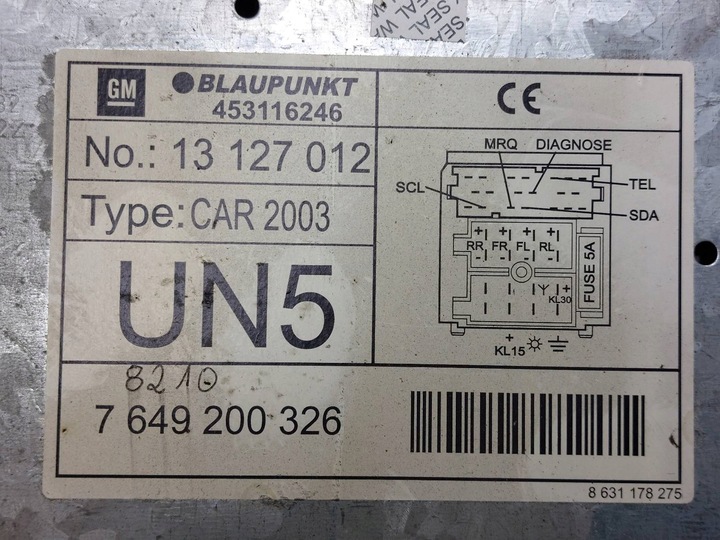 SEAL
SEAL W
GM BLAUPUNKT
453116246
No.: 13 127 012
Type: CAR 2003
UN5
8210
7 649 200 326
CE
MRQ DIAGNOSE
SCL TEL
SDA
+ + + +
RR FR FL RL
- - - -
FUSE 5A
+
KL30
+
KL15
8 631 178 275